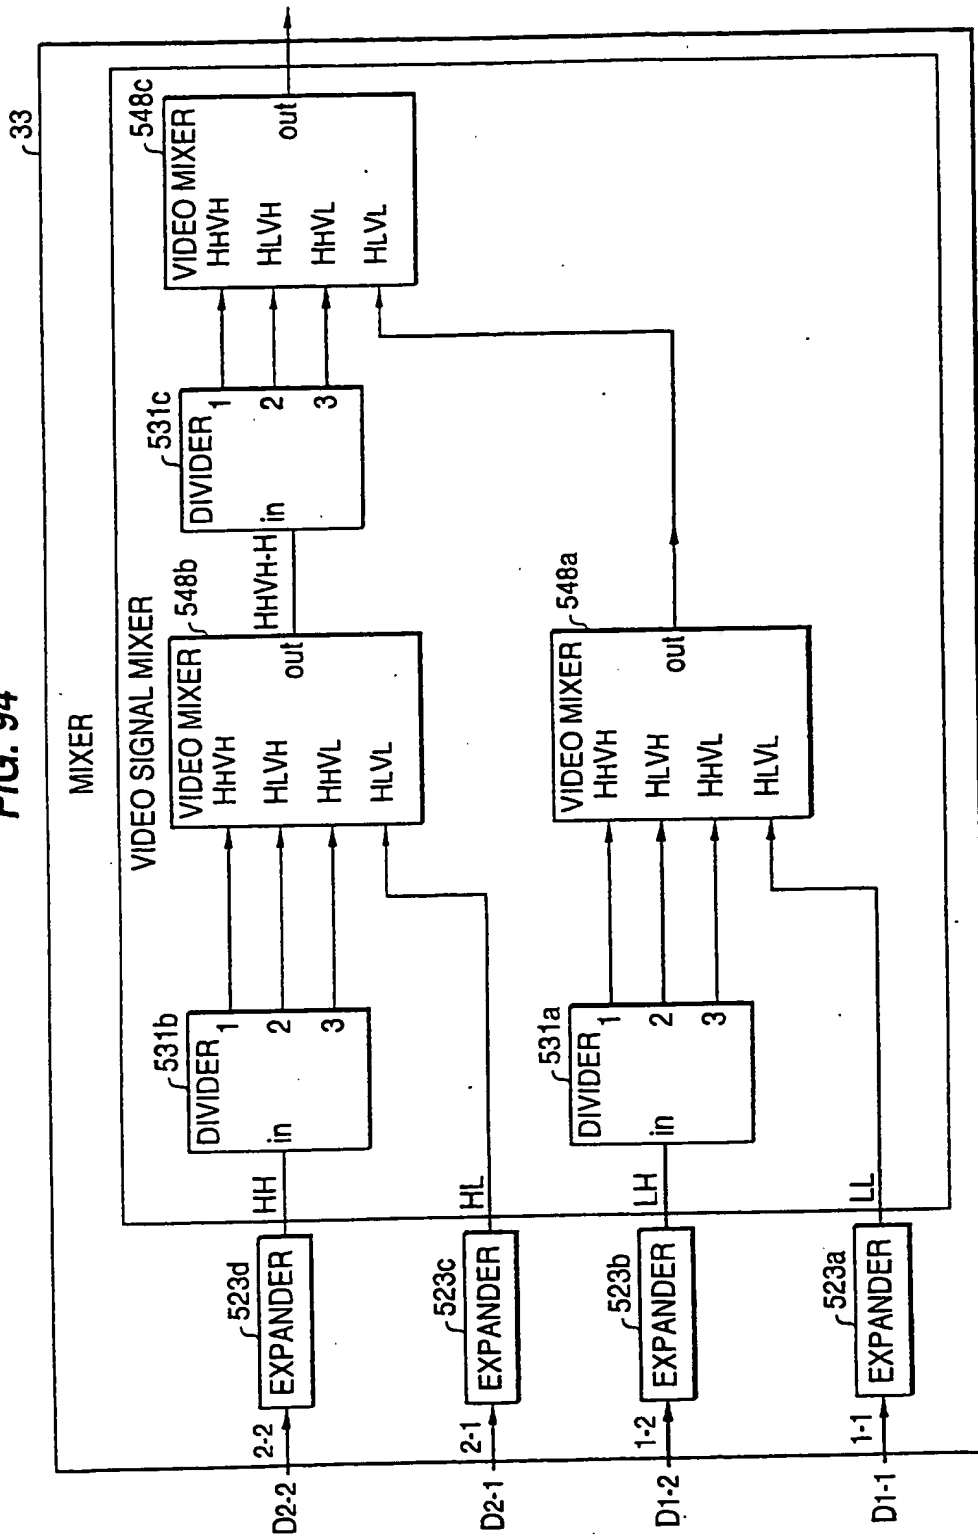 FIG. 94
33
MIXER
VIDEO SIGNAL MIXER
D2-2
2-2
EXPANDER
523d
HH
DIVIDER
531b
in
1
2
3
VIDEO MIXER
548b
HHVH
HLVH
HHVL
HLVL
out
HHVH-H
DIVIDER
531c
in
1
2
3
VIDEO MIXER
548c
HHVH
HLVH
HHVL
HLVL
out
D2-1
2-1
EXPANDER
523c
HL
D1-2
1-2
EXPANDER
523b
LH
DIVIDER
531a
in
1
2
3
VIDEO MIXER
548a
HHVH
HLVH
HHVL
HLVL
out
D1-1
1-1
EXPANDER
523a
LL